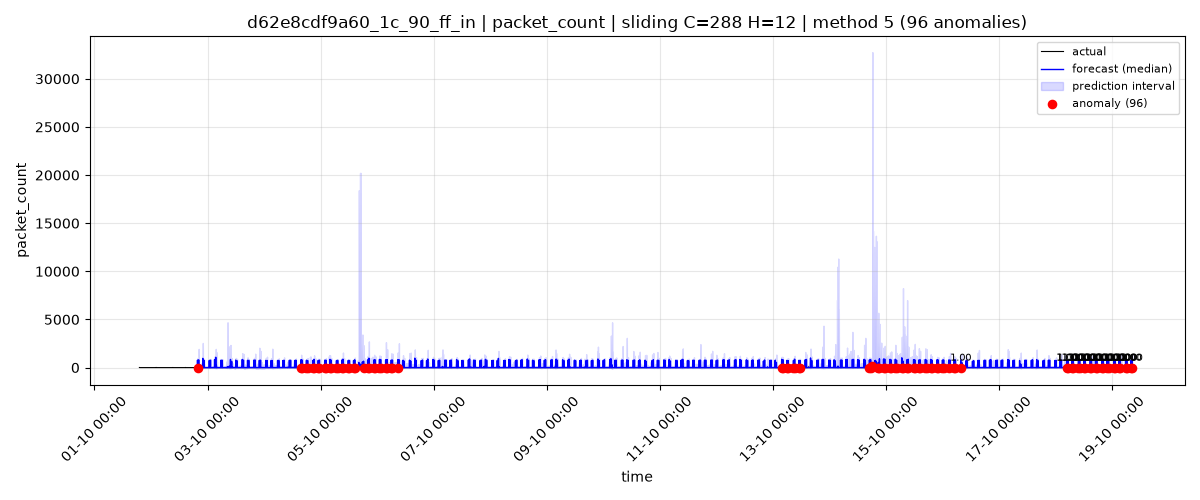 d62e8cdf9a60_1c_90_ff_in | packet_count | sliding C=288 H=12 | method 5 (96 anomalies)
actual
forecast (median)
prediction interval
anomaly (96)
packet_count
30000
25000
20000
15000
10000
5000
0
1.00
01-10 00:00
03-10 00:00
05-10 00:00
07-10 00:00
09-10 00:00
11-10 00:00
13-10 00:00
15-10 00:00
17-10 00:00
19-10 00:00
time